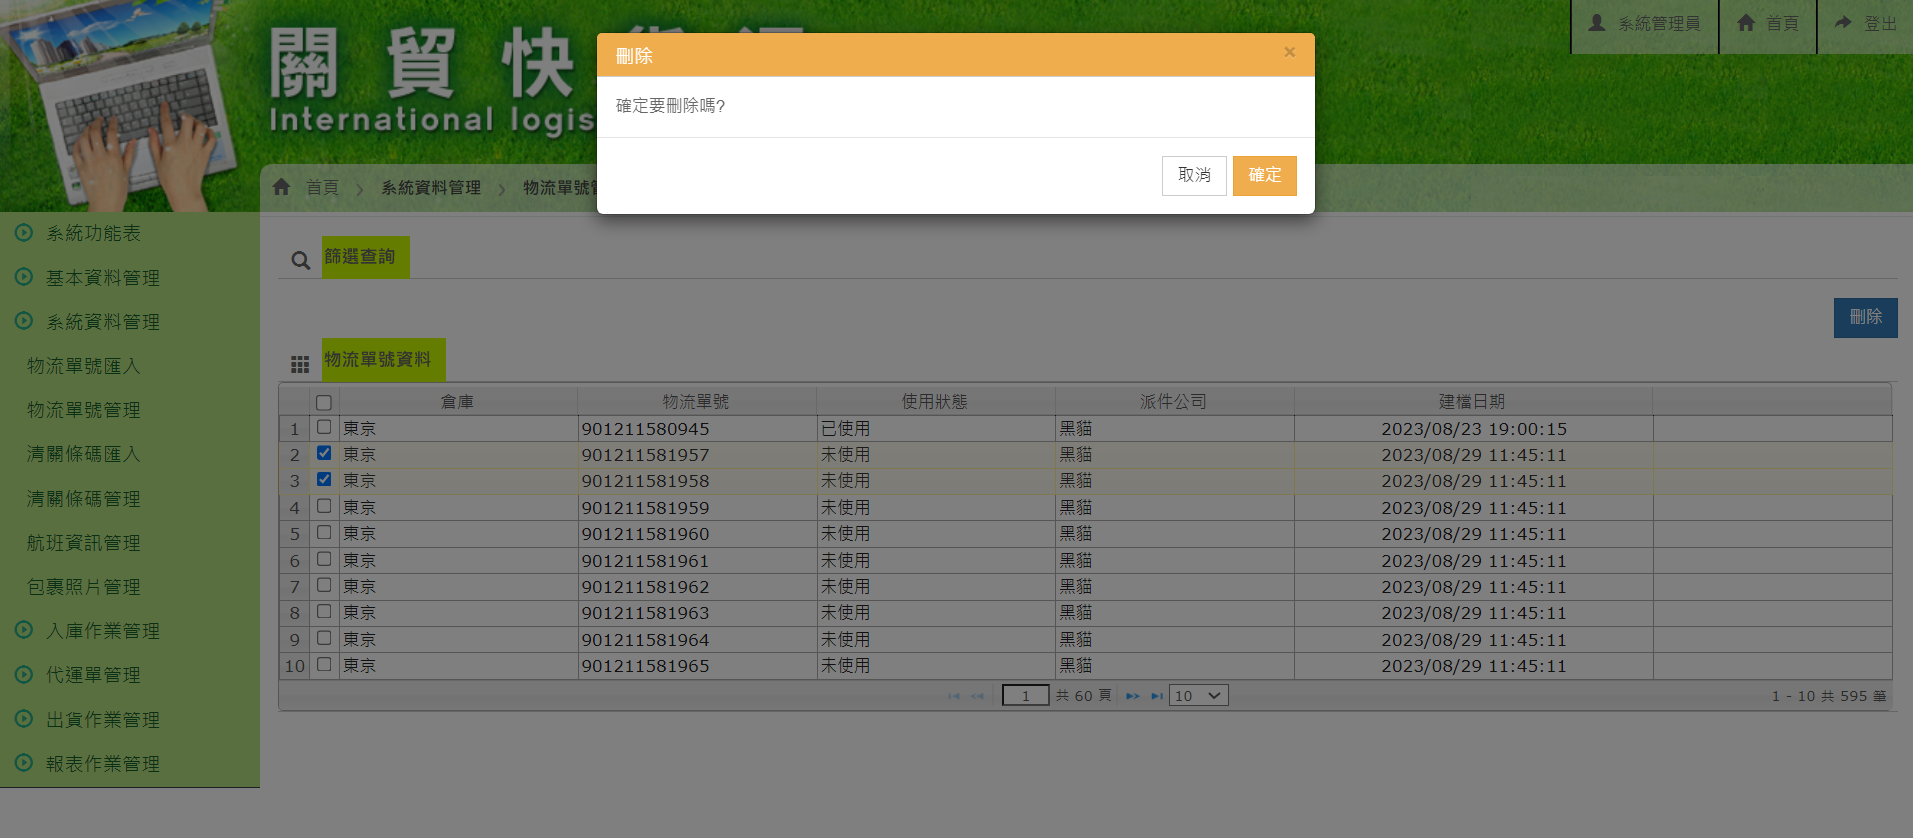 關 貿 快
International logis
系統管理員
首頁
登出
刪除
×
確定要刪除嗎?
取消
確定
首頁
系統資料管理
物流單號
系統功能表
基本資料管理
系統資料管理
物流單號匯入
物流單號管理
清關條碼匯入
清關條碼管理
航班資訊管理
包裹照片管理
入庫作業管理
代運單管理
出貨作業管理
報表作業管理
篩選查詢
刪除
物流單號資料
倉庫 物流單號 使用狀態 派件公司 建檔日期
1 東京 901211580945 已使用 黑貓 2023/08/23 19:00:15
2 東京 901211581957 未使用 黑貓 2023/08/29 11:45:11
3 東京 901211581958 未使用 黑貓 2023/08/29 11:45:11
4 東京 901211581959 未使用 黑貓 2023/08/29 11:45:11
5 東京 901211581960 未使用 黑貓 2023/08/29 11:45:11
6 東京 901211581961 未使用 黑貓 2023/08/29 11:45:11
7 東京 901211581962 未使用 黑貓 2023/08/29 11:45:11
8 東京 901211581963 未使用 黑貓 2023/08/29 11:45:11
9 東京 901211581964 未使用 黑貓 2023/08/29 11:45:11
10 東京 901211581965 未使用 黑貓 2023/08/29 11:45:11
1 共 60 頁 10
1 - 10 共 595 筆